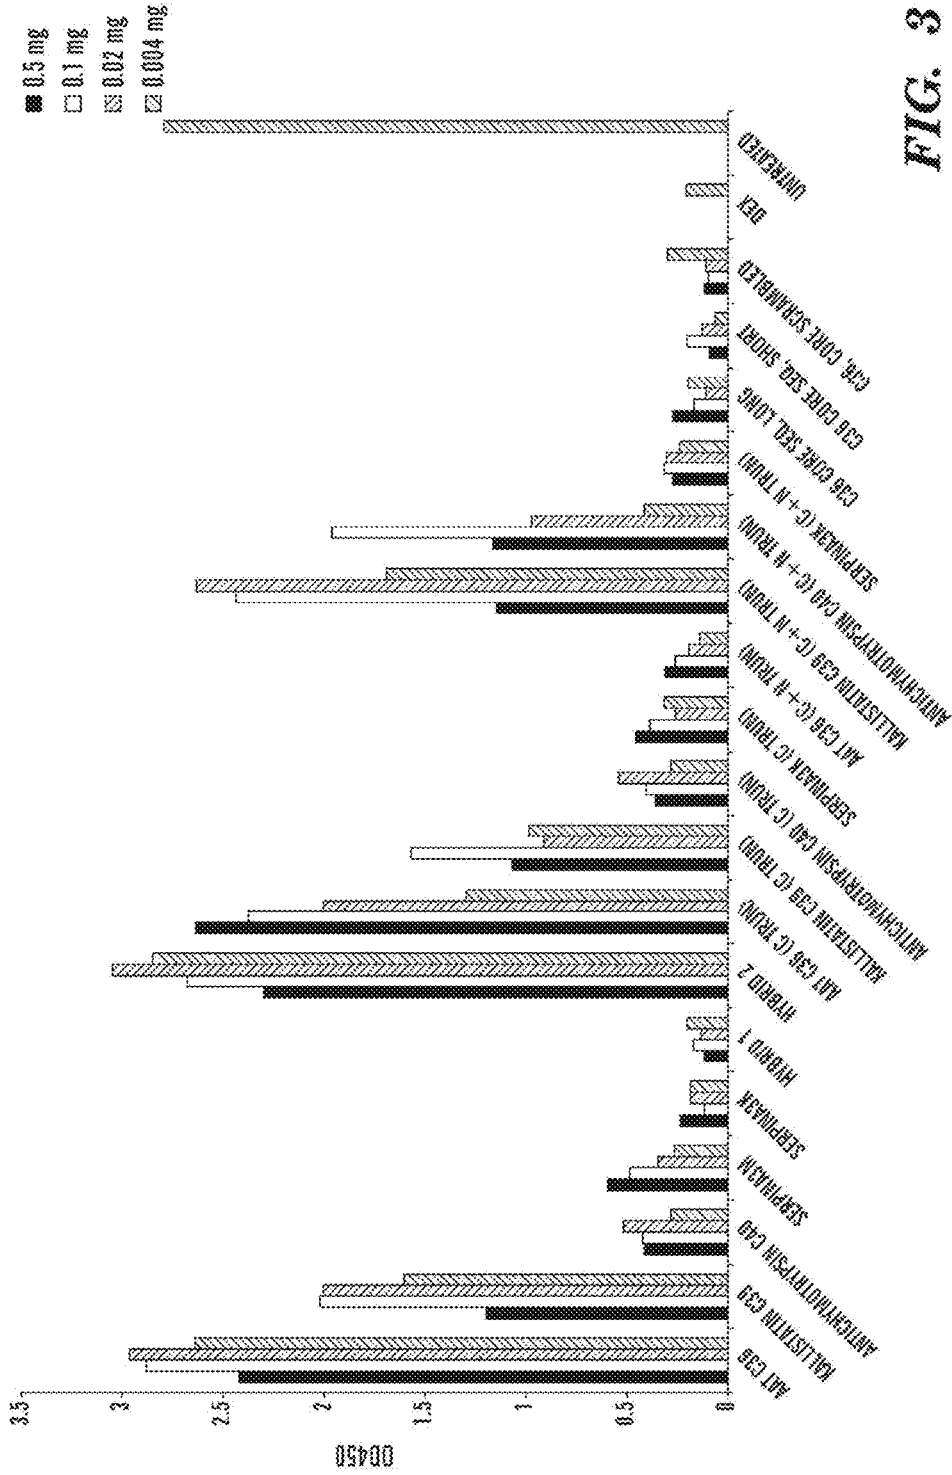 0.5 mg
0.1 mg
0.02 mg
0.004 mg
3.5
3
2.5
2
1.5
1
0.5
0
OD450
AAT C36
KALLISTATIN C39
ANTICHYMOTRYPSIN C40
SERPINA3M
SERPINA3K
HYBRID 1
HYBRID 2
AAT C36 (C TRUN)
KALLISTATIN C39 (C TRUN)
ANTICHYMOTRYPSIN C40 (C TRUN)
SERPINA3K (C TRUN)
AAT C36 (C+N TRUN)
KALLISTATIN C39 (C+N TRUN)
ANTICHYMOTRYPSIN C40 (C+N TRUN)
SERPINA3K (C+N TRUN)
C36 CORE SEQ, LONG
C36 CORE SEQ, SHORT
C36, CORE SCRAMBLED
DEX
UNTREATED
FIG. 3